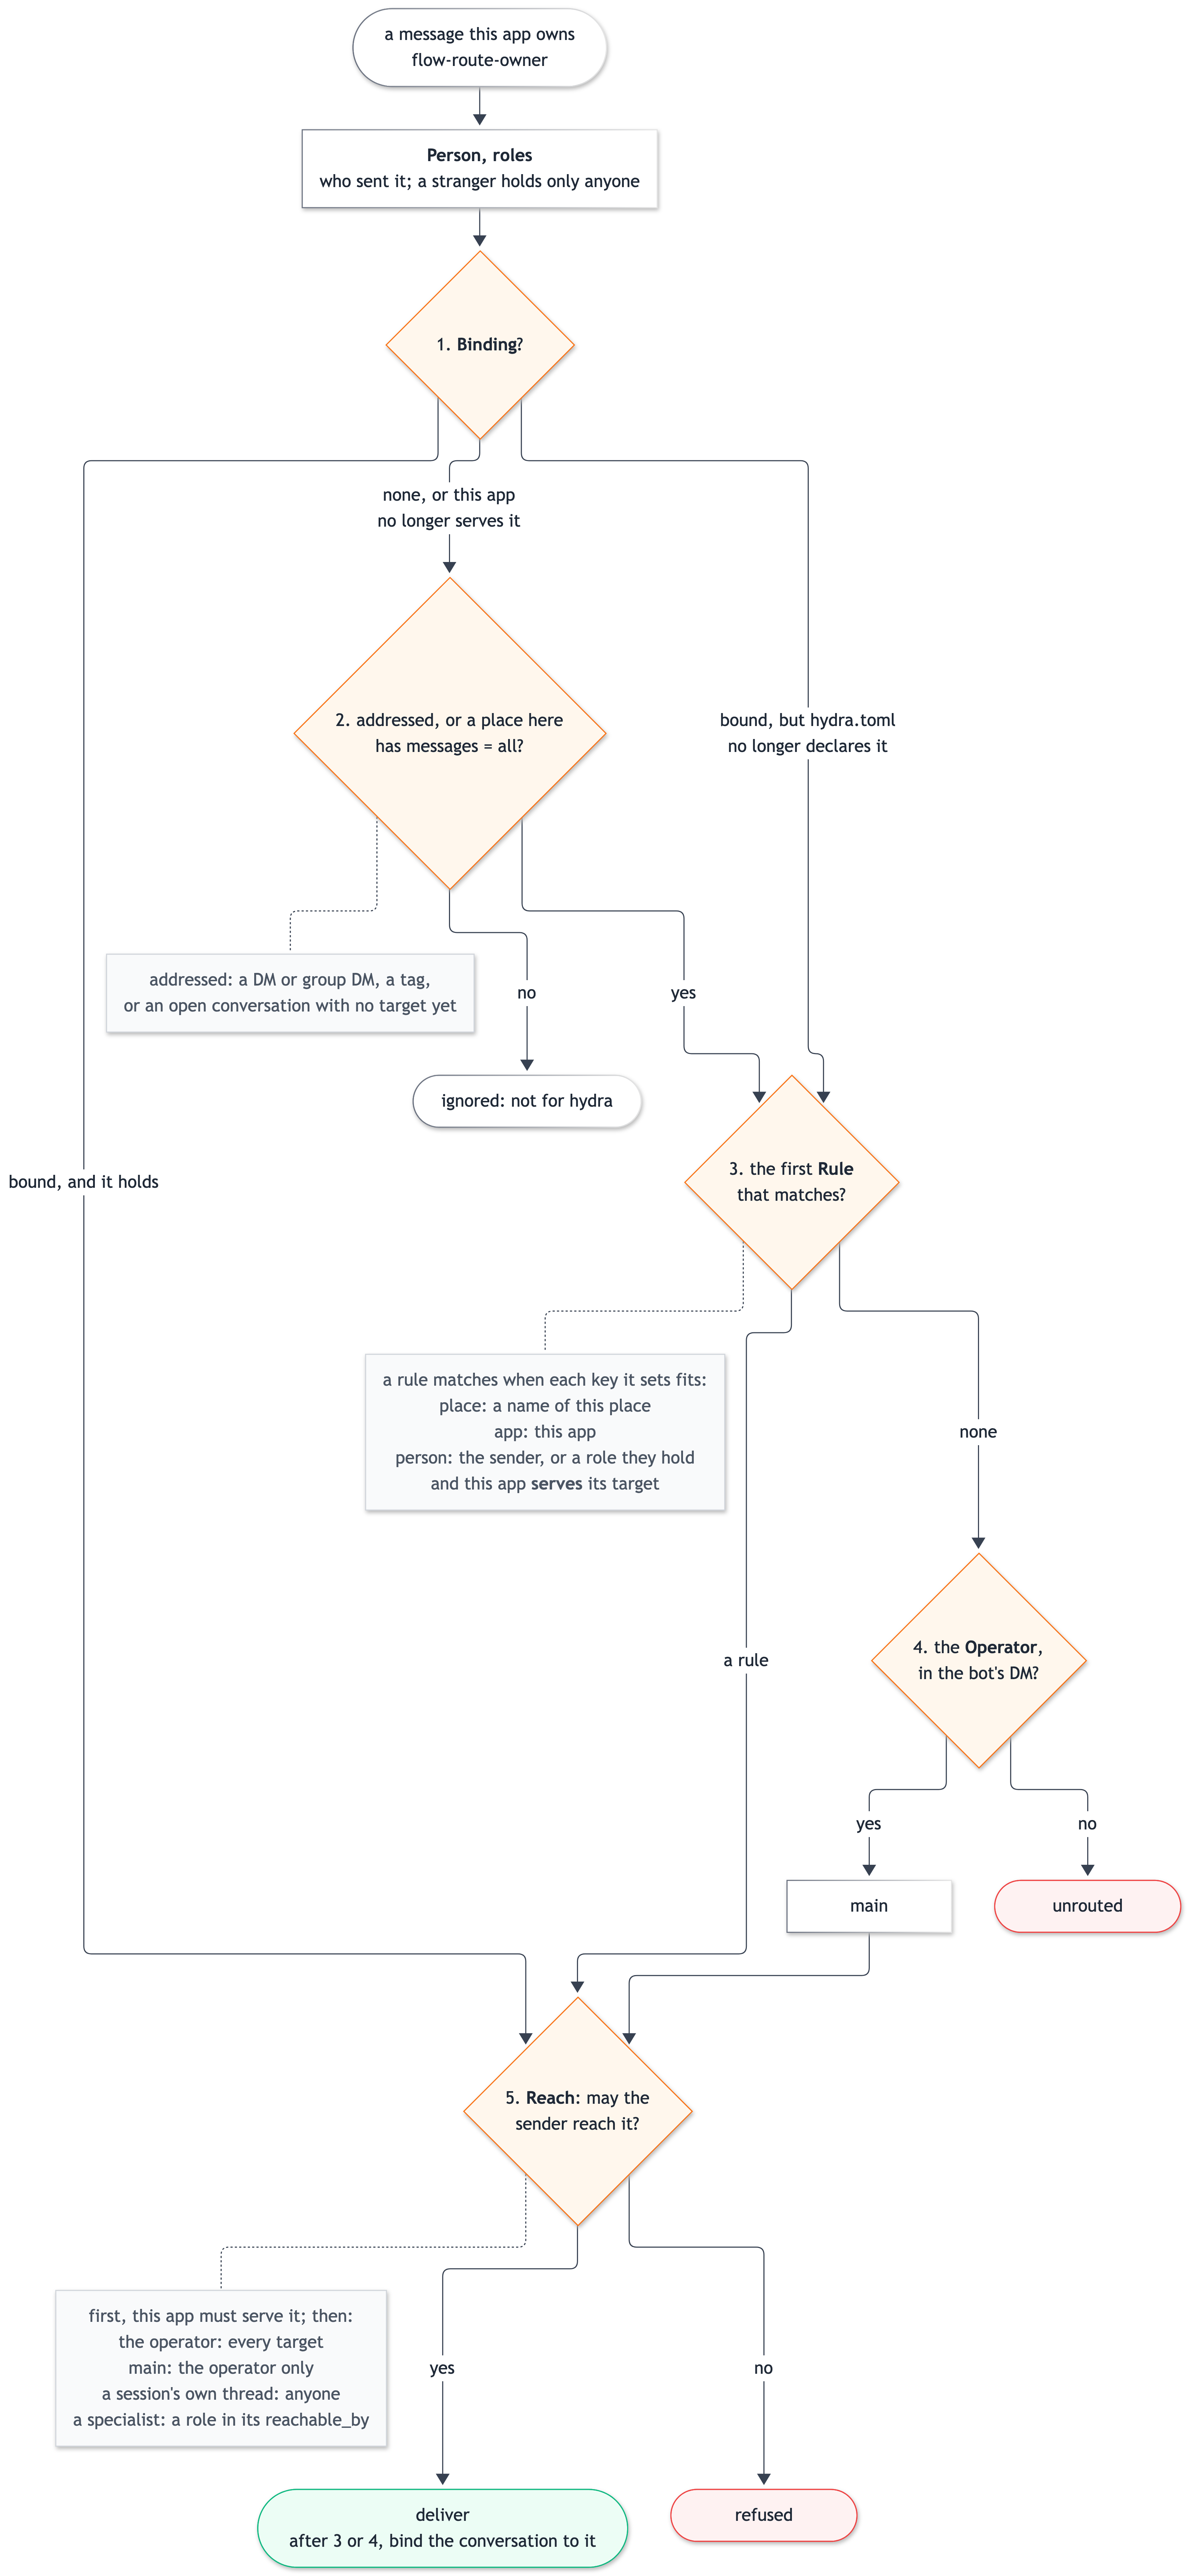 a message this app owns
flow-route-owner
Person, roles
who sent it; a stranger holds only anyone
1. Binding?
none, or this app
no longer serves it
2. addressed, or a place here
has messages = all?
bound, but hydra.toml
no longer declares it
addressed: a DM or group DM, a tag,
or an open conversation with no target yet
no
yes
ignored: not for hydra
bound, and it holds
3. the first Rule
that matches?
a rule matches when each key it sets fits:
place: a name of this place
app: this app
person: the sender, or a role they hold
and this app serves its target
none
a rule
4. the Operator,
in the bot's DM?
yes
no
main
unrouted
5. Reach: may the
sender reach it?
first, this app must serve it; then:
the operator: every target
main: the operator only
a session's own thread: anyone
a specialist: a role in its reachable_by
yes
no
deliver
after 3 or 4, bind the conversation to it
refused